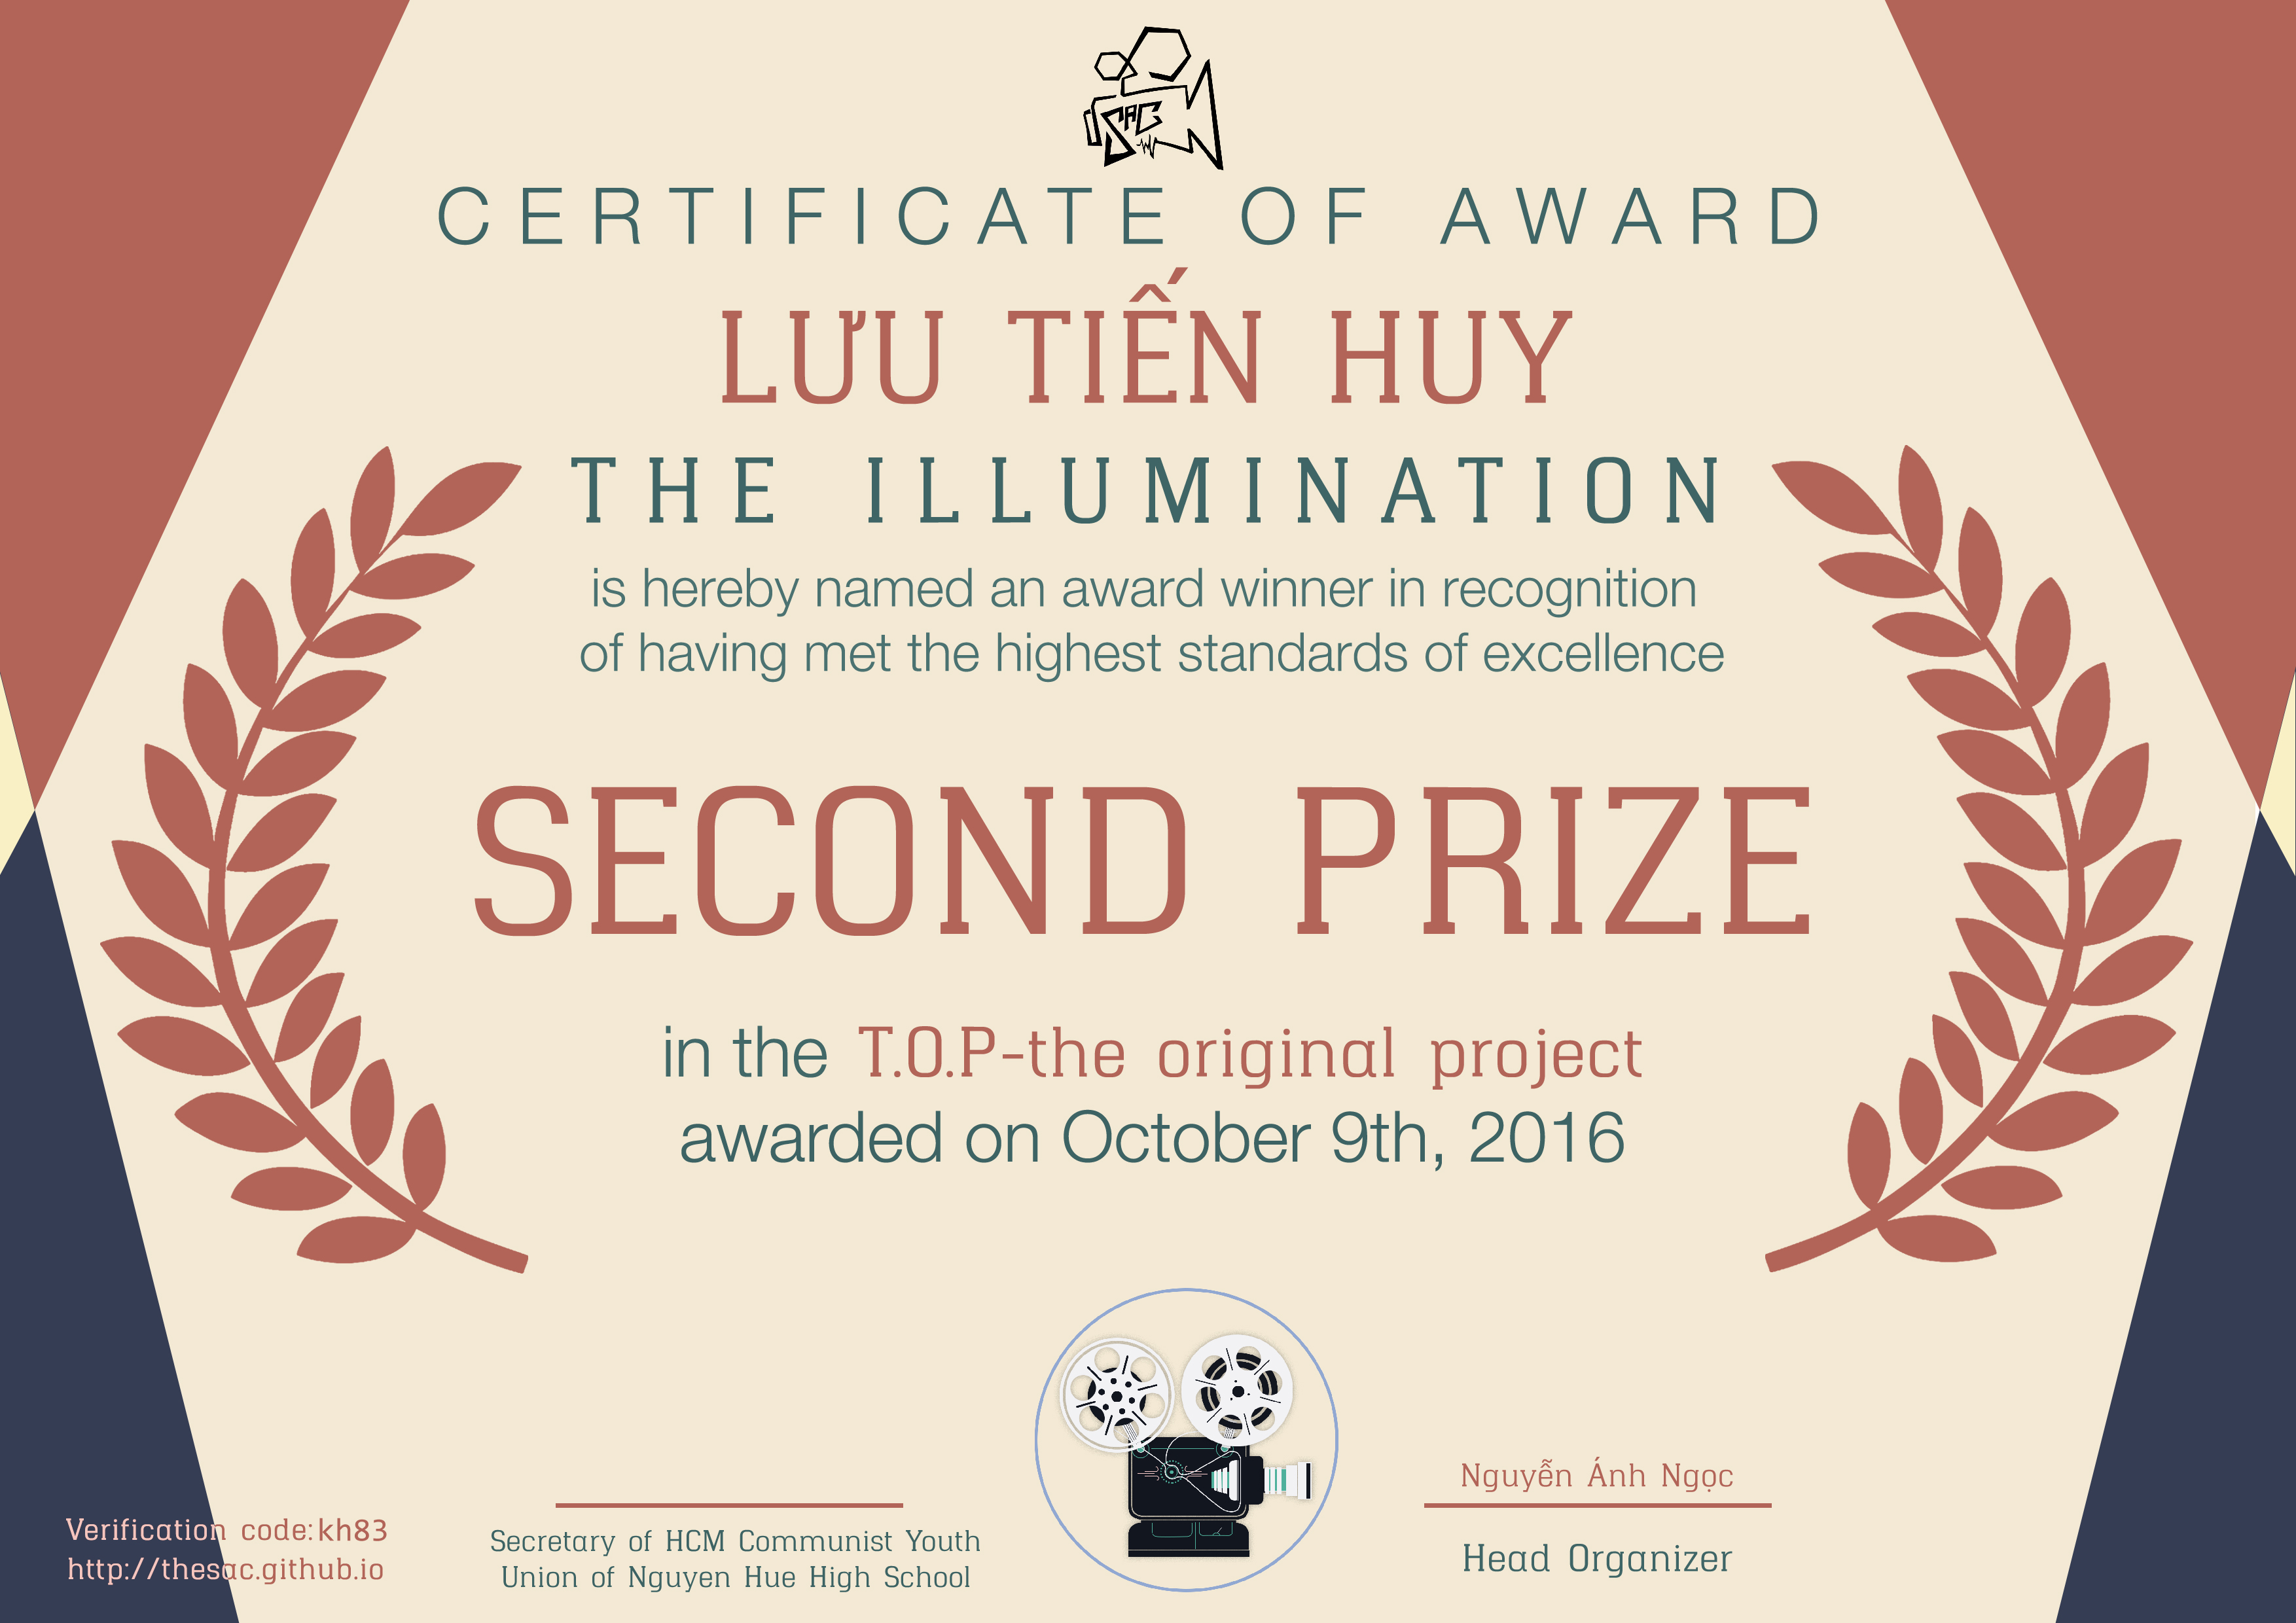 SAC
CERTIFICATE OF AWARD
LƯU TIẾN HUY
THE ILLUMINATION
is hereby named an award winner in recognition
of having met the highest standards of excellence
SECOND PRIZE
in the T.O.P-the original project
awarded on October 9th, 2016
Verification code:kh83
http://thesac.github.io
Secretary of HCM Communist Youth
Union of Nguyen Hue High School
Nguyễn Ánh Ngọc
Head Organizer